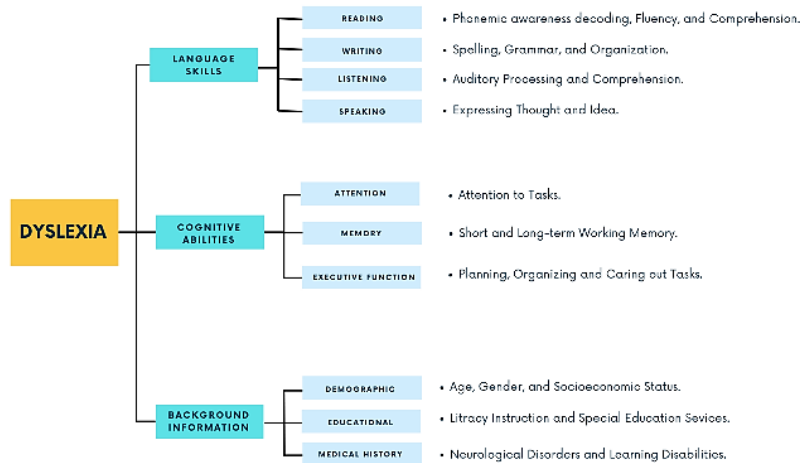 DYSLEXIA
LANGUAGE
SKILLS
READING
• Phonemic awareness decoding, Fluency, and Comprehension.
WRITING
• Spelling, Grammar, and Organization.
LISTENING
• Auditory Processing and Comprehension.
SPEAKING
• Expressing Thought and Idea.
COGNITIVE
ABILITIES
ATTENTION
• Attention to Tasks.
MEMORY
• Short and Long-term Working Memory.
EXECUTIVE FUNCTION
• Planning, Organizing and Caring out Tasks.
BACKGROUND
INFORMATION
DEMOGRAPHIC
• Age, Gender, and Socioeconomic Status.
EDUCATIONAL
• Litracy Instruction and Special Education Sevices.
MEDICAL HISTORY
• Neurological Disorders and Learning Disabilities.